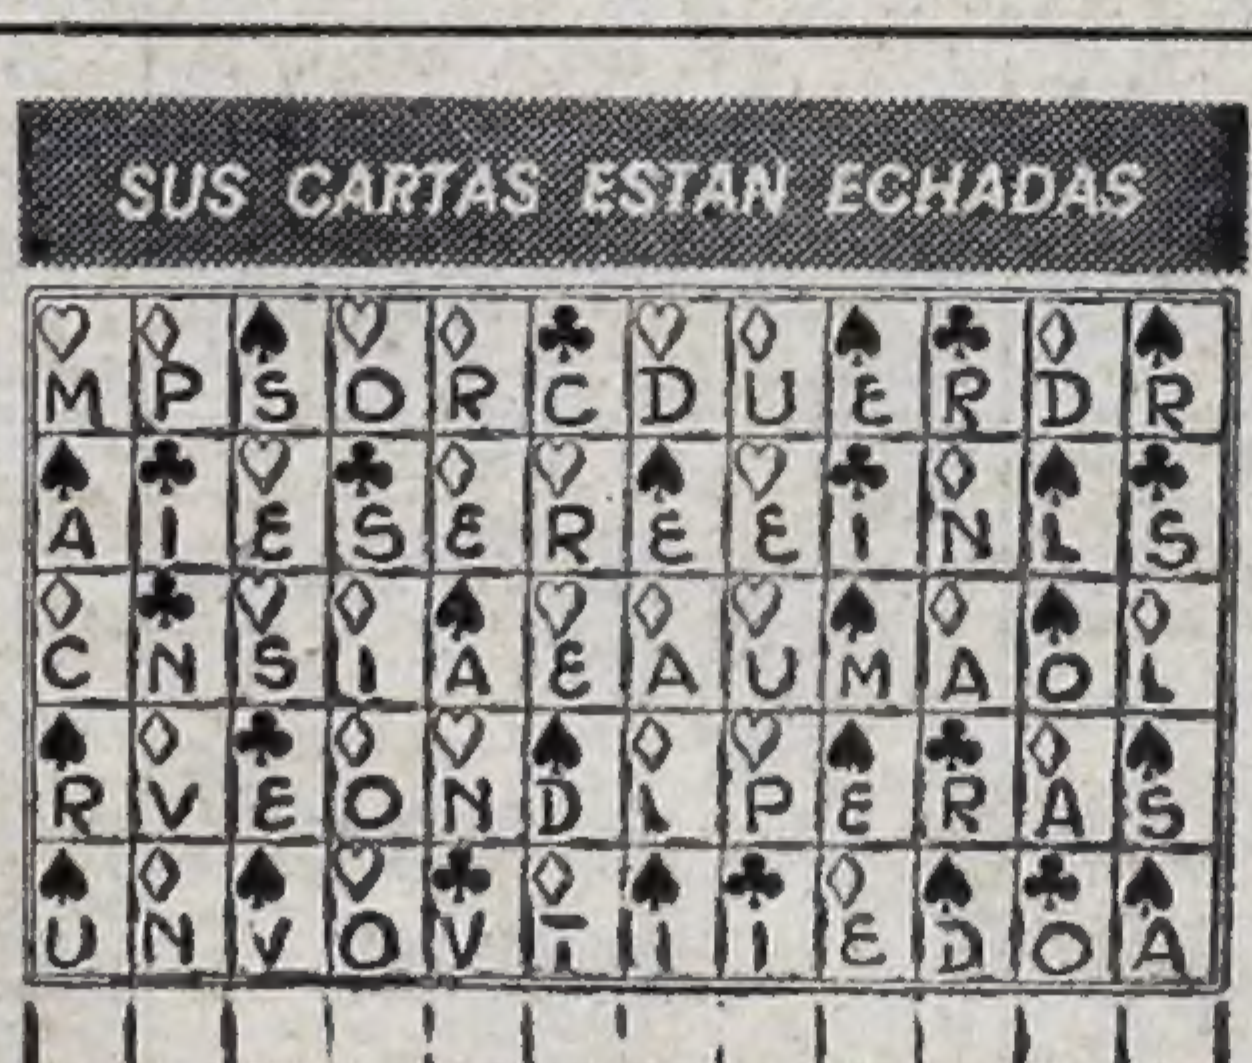 SUS CARTAS ESTAN ECHADAS
M P S O R C D U E R D R
A I E S E R E E I N L S
C N S I A E A U M A O L
R V E O N D L P E R A S
U N V O V T I I E D O A